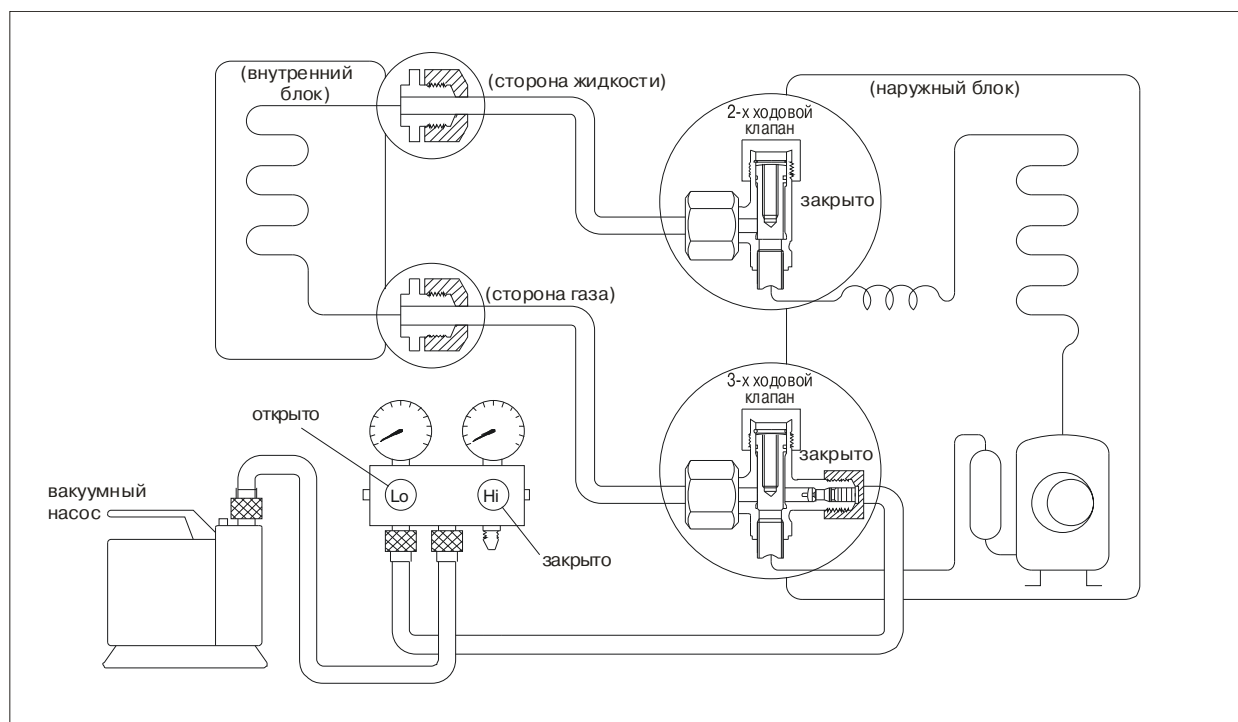 (внутренний
блок)
(сторона жидкости)
(наружный блок)
2-х ходовой
клапан
закрыто
(сторона газа)
3-х ходовой
клапан
закрыто
открыто
вакуумный
насос
Lo
Hi
закрыто